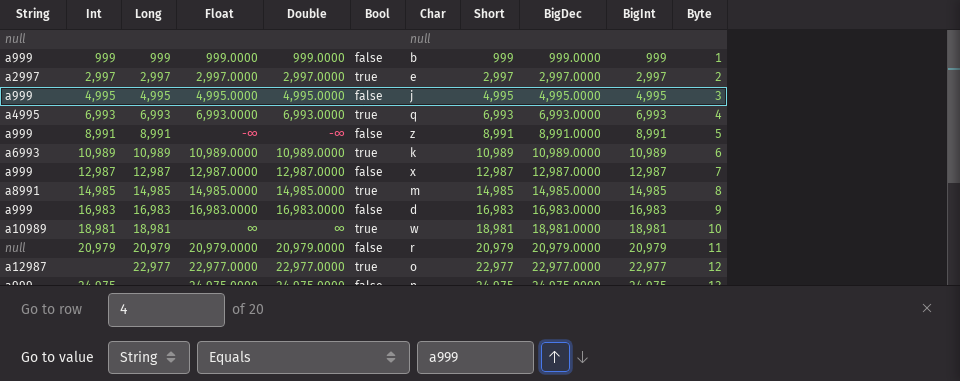 String Int Long Float Double Bool Char Short BigDec BigInt Byte
null null
a999 999 999 999.0000 999.0000 false b 999 999.0000 999 1
a2997 2,997 2,997 2,997.0000 2,997.0000 true e 2,997 2,997.0000 2,997 2
a999 4,995 4,995 4,995.0000 4,995.0000 false j 4,995 4,995.0000 4,995 3
a4995 6,993 6,993 6,993.0000 6,993.0000 true q 6,993 6,993.0000 6,993 4
a999 8,991 8,991 -∞ -∞ false z 8,991 8,991.0000 8,991 5
a6993 10,989 10,989 10,989.0000 10,989.0000 true k 10,989 10,989.0000 10,989 6
a999 12,987 12,987 12,987.0000 12,987.0000 false x 12,987 12,987.0000 12,987 7
a8991 14,985 14,985 14,985.0000 14,985.0000 true m 14,985 14,985.0000 14,985 8
a999 16,983 16,983 16,983.0000 16,983.0000 false d 16,983 16,983.0000 16,983 9
a10989 18,981 18,981 ∞ ∞ true w 18,981 18,981.0000 18,981 10
null 20,979 20,979 20,979.0000 20,979.0000 false r 20,979 20,979.0000 20,979 11
a12987 22,977 22,977.0000 22,977.0000 true o 22,977 22,977.0000 22,977 12
Go to row 4 of 20
Go to value String Equals a999